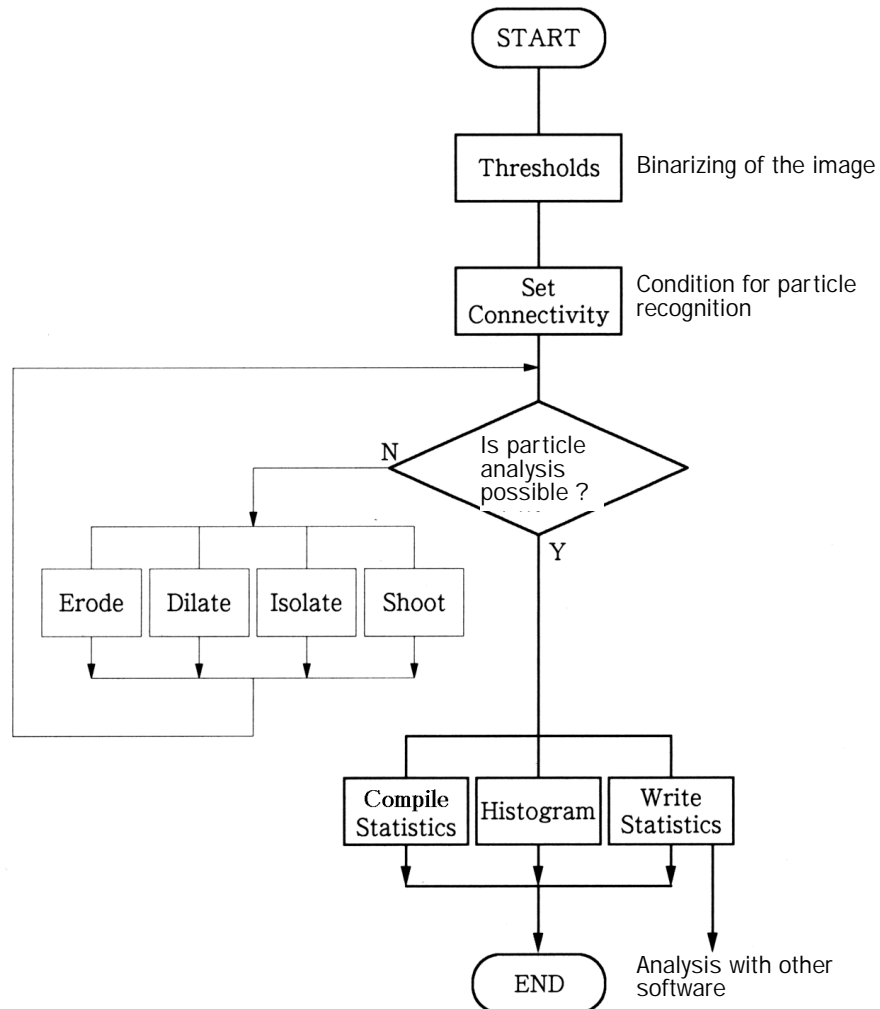 START
Thresholds
Binarizing of the image
Set
Connectivity
Condition for particle
recognition
N
Is particle
analysis
possible ?
Y
Erode
Dilate
Isolate
Shoot
Compile
Statistics
Histogram
Write
Statistics
END
Analysis with other
software